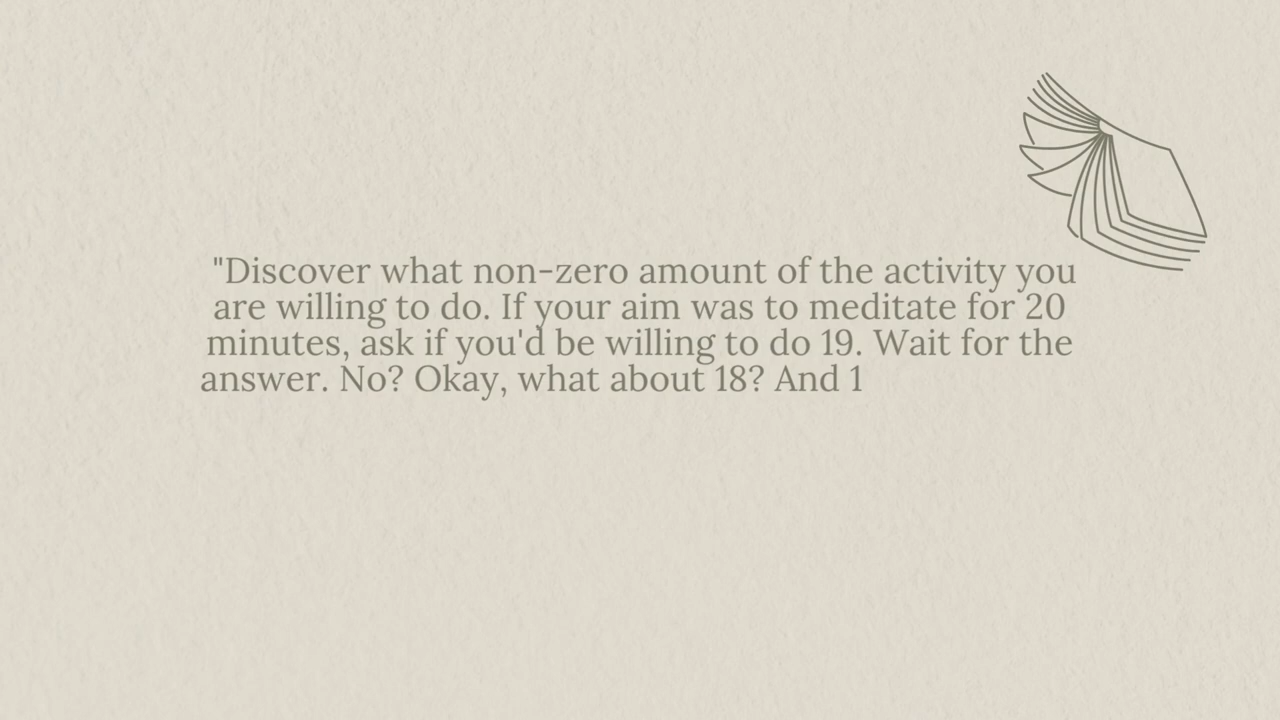 "Discover what non-zero amount of the activity you
are willing to do. If your aim was to meditate for 20
minutes, ask if you'd be willing to do 19. Wait for the
answer. No? Okay, what about 18? And 1